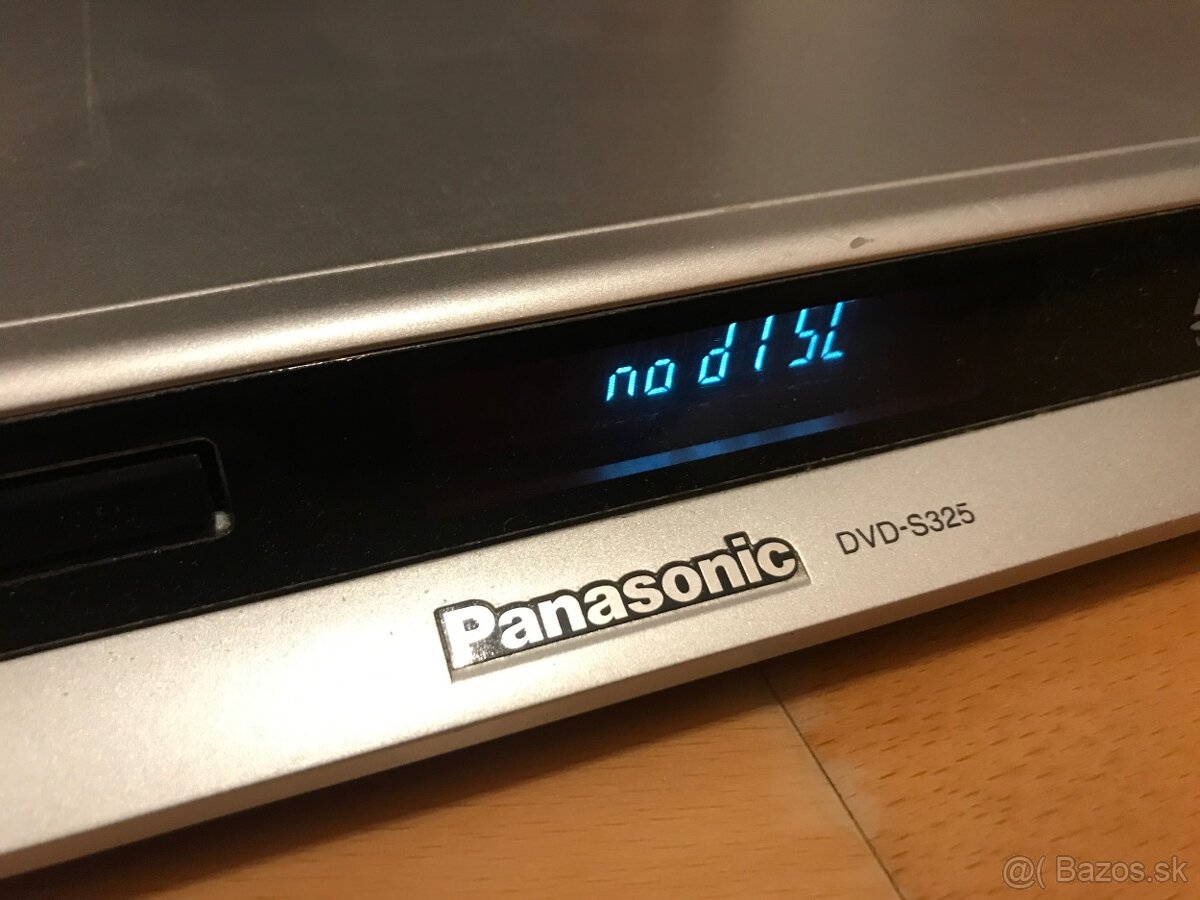 no dISC
Panasonic DVD-S325
@( Bazos.sk